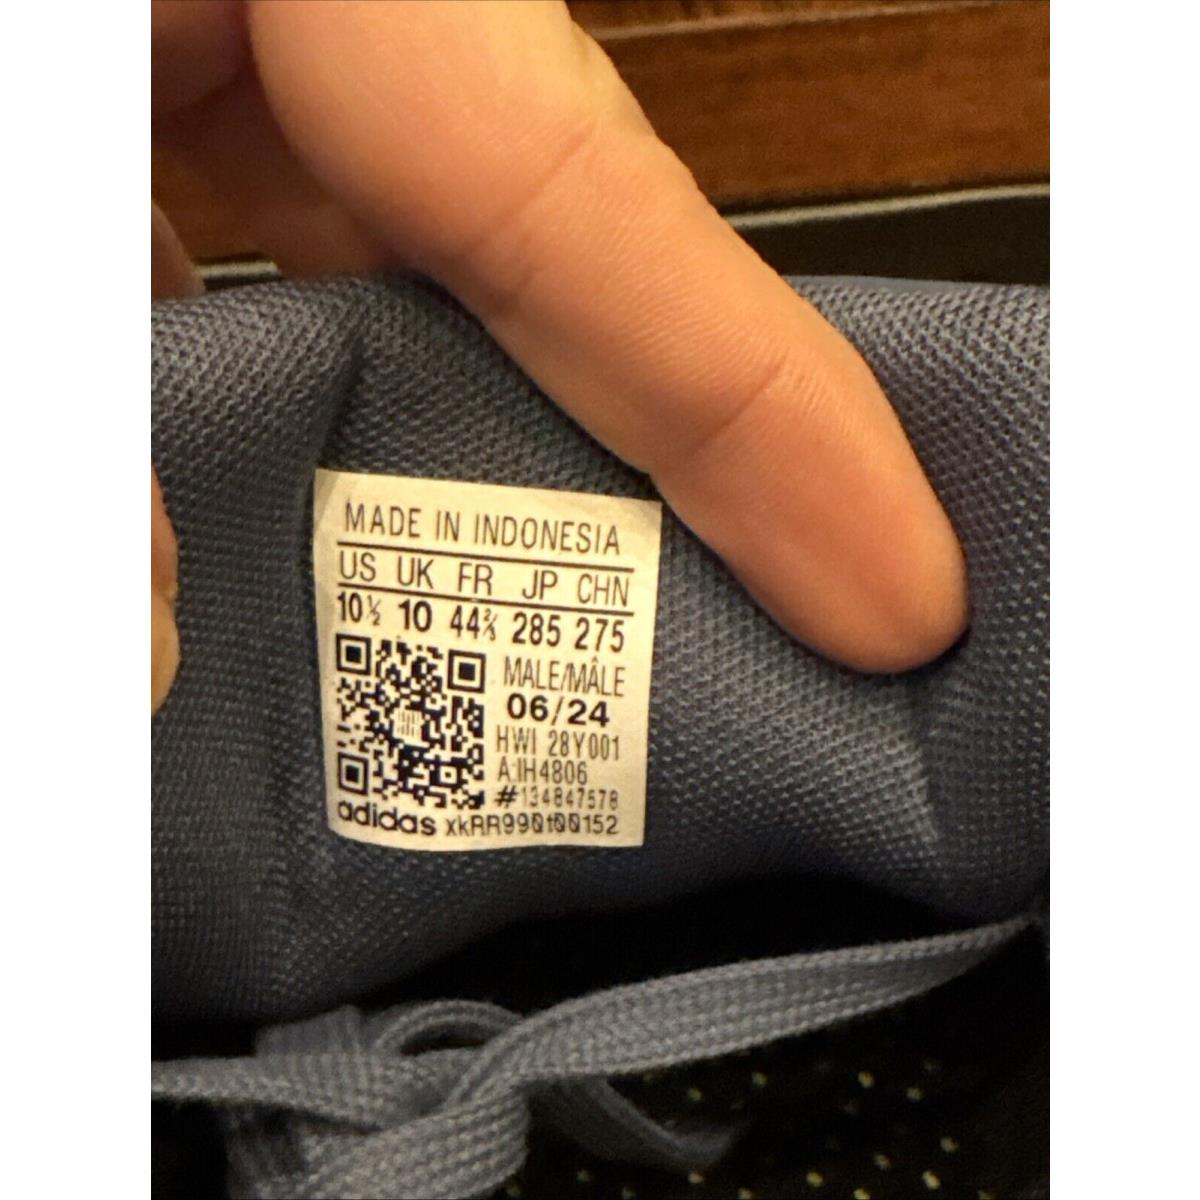 MADE IN INDONESIA
US UK FR JP CHN
10½ 10 44⅔ 285 275
MALE/MÂLE
06/24
HWI 28Y001
A:IH4806
#134847578
adidas xkRR990t00152